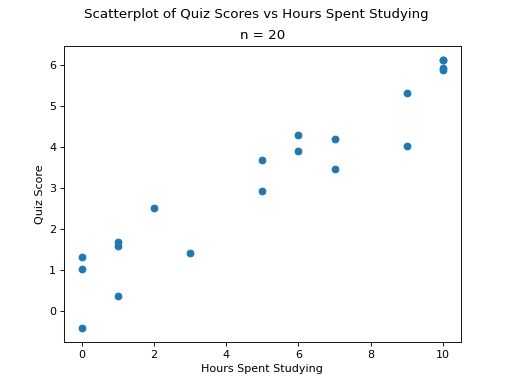 Scatterplot of Quiz Scores vs Hours Spent Studying
n = 20
6
5
4
3
2
1
0
Quiz Score
0 2 4 6 8 10
Hours Spent Studying